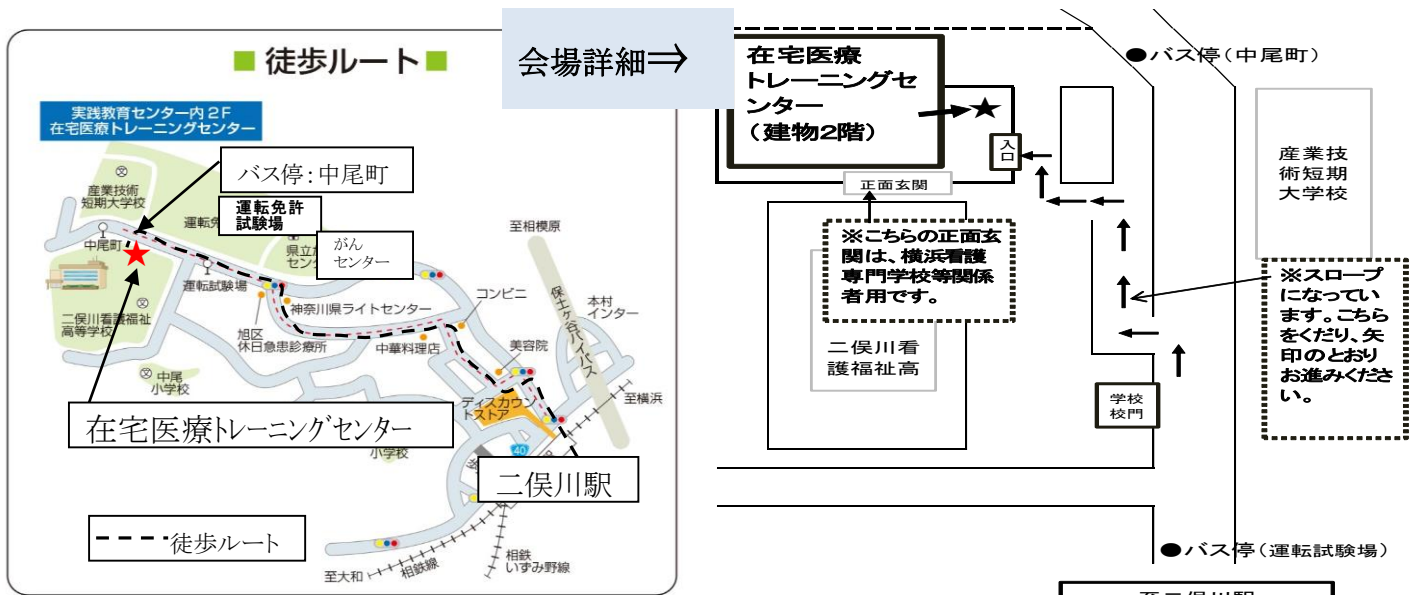 ■ 徒歩ルート ■
実践教育センター内2F
在宅医療トレーニングセンター
バス停:中尾町
産業技術
短期大学校
運転免許
試験場
がん
センター
中尾町
運転試験場
二俣川看護福祉
高等学校
旭区
休日急患診療所
神奈川県ライトセンター
中華料理店
コンビニ
美容院
至相模原
保土ヶ谷バイパス
本村
インター
至横浜
中尾
小学校
ディスカウン
トストア
在宅医療トレーニングセンター
小学校
40
二俣川駅
徒歩ルート
至大和
相鉄線
相鉄
いずみ野線
会場詳細⇒
在宅医療
トレーニングセ
ンター
(建物2階)
入口
正面玄関
●バス停(中尾町)
産業技
術短期
大学校
※こちらの正面玄
関は、横浜看護
専門学校等関係
者用です。
二俣川看
護福祉高
※スロープ
になってい
ます。こちら
をくだり、矢
印のとおり
お進みくださ
い。
学校
校門
●バス停(運転試験場)